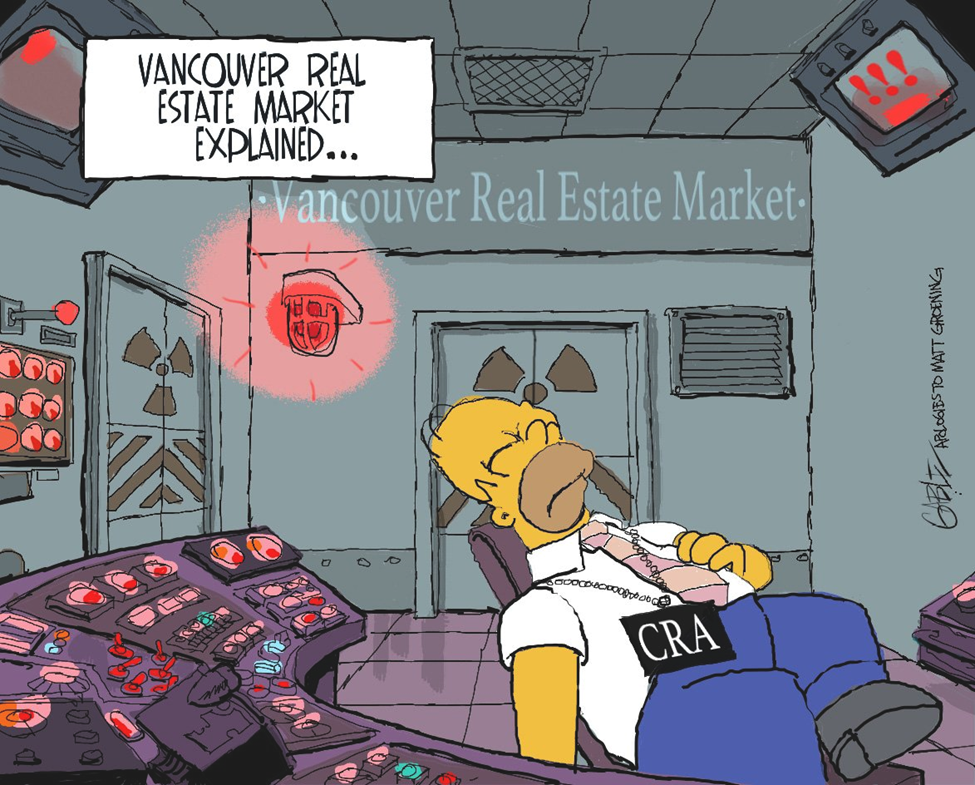 VANCOUVER REAL
ESTATE MARKET
EXPLAINED...
·Vancouver Real Estate Market·
!!!
CRA
GABLE APOLOGIES TO MATT GROENING